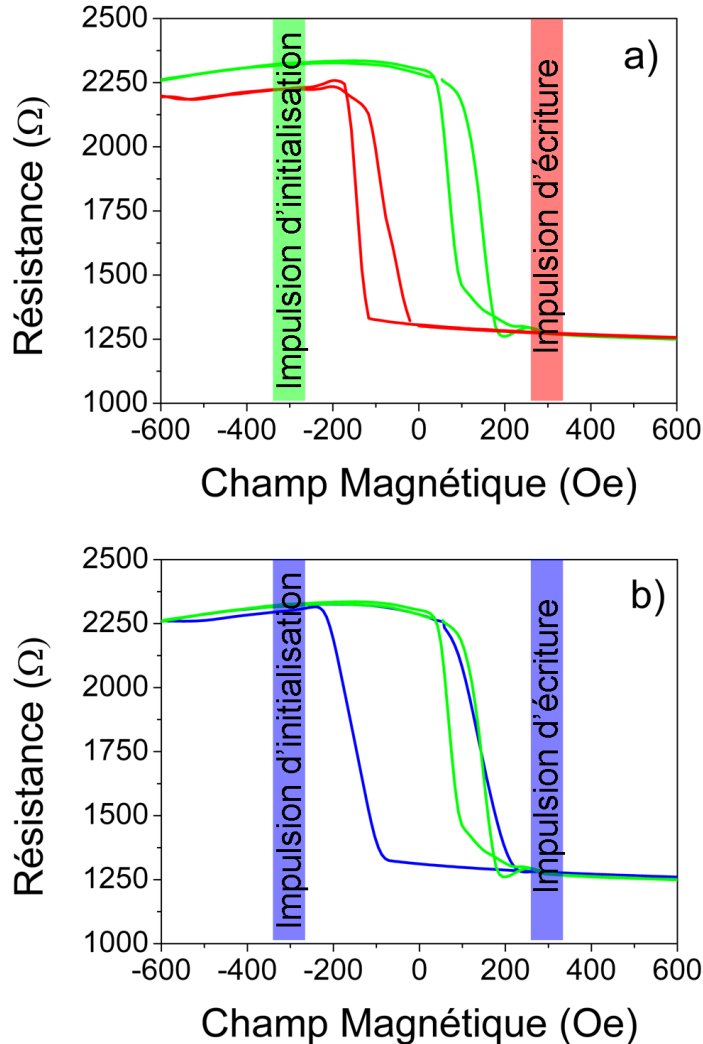 2500
2250
2000
1750
1500
1250
1000
Résistance (Ω)
Impulsion d'initialisation
Impulsion d'écriture
a)
-600 -400 -200 0 200 400 600
Champ Magnétique (Oe)
2500
2250
2000
1750
1500
1250
1000
Résistance (Ω)
Impulsion d'initialisation
Impulsion d'écriture
b)
-600 -400 -200 0 200 400 600
Champ Magnétique (Oe)